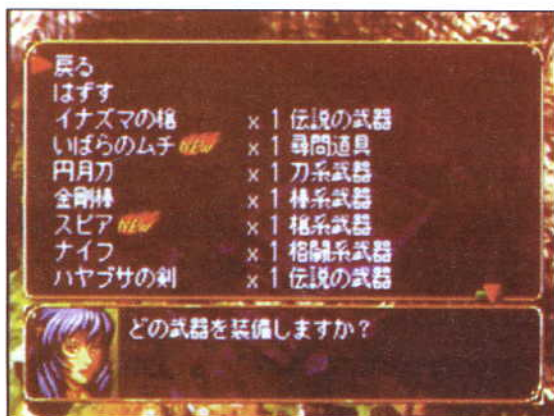 戻る
はずす
イナズマの槍 x 1 伝説の武器
いばらのムチ NEW x 1 尋問道具
円月刀 x 1 刀系武器
金剛棒 x 1 棒系武器
スピア NEW x 1 槍系武器
ナイフ x 1 格闘系武器
ハヤブサの剣 x 1 伝説の武器
どの武器を装備しますか？